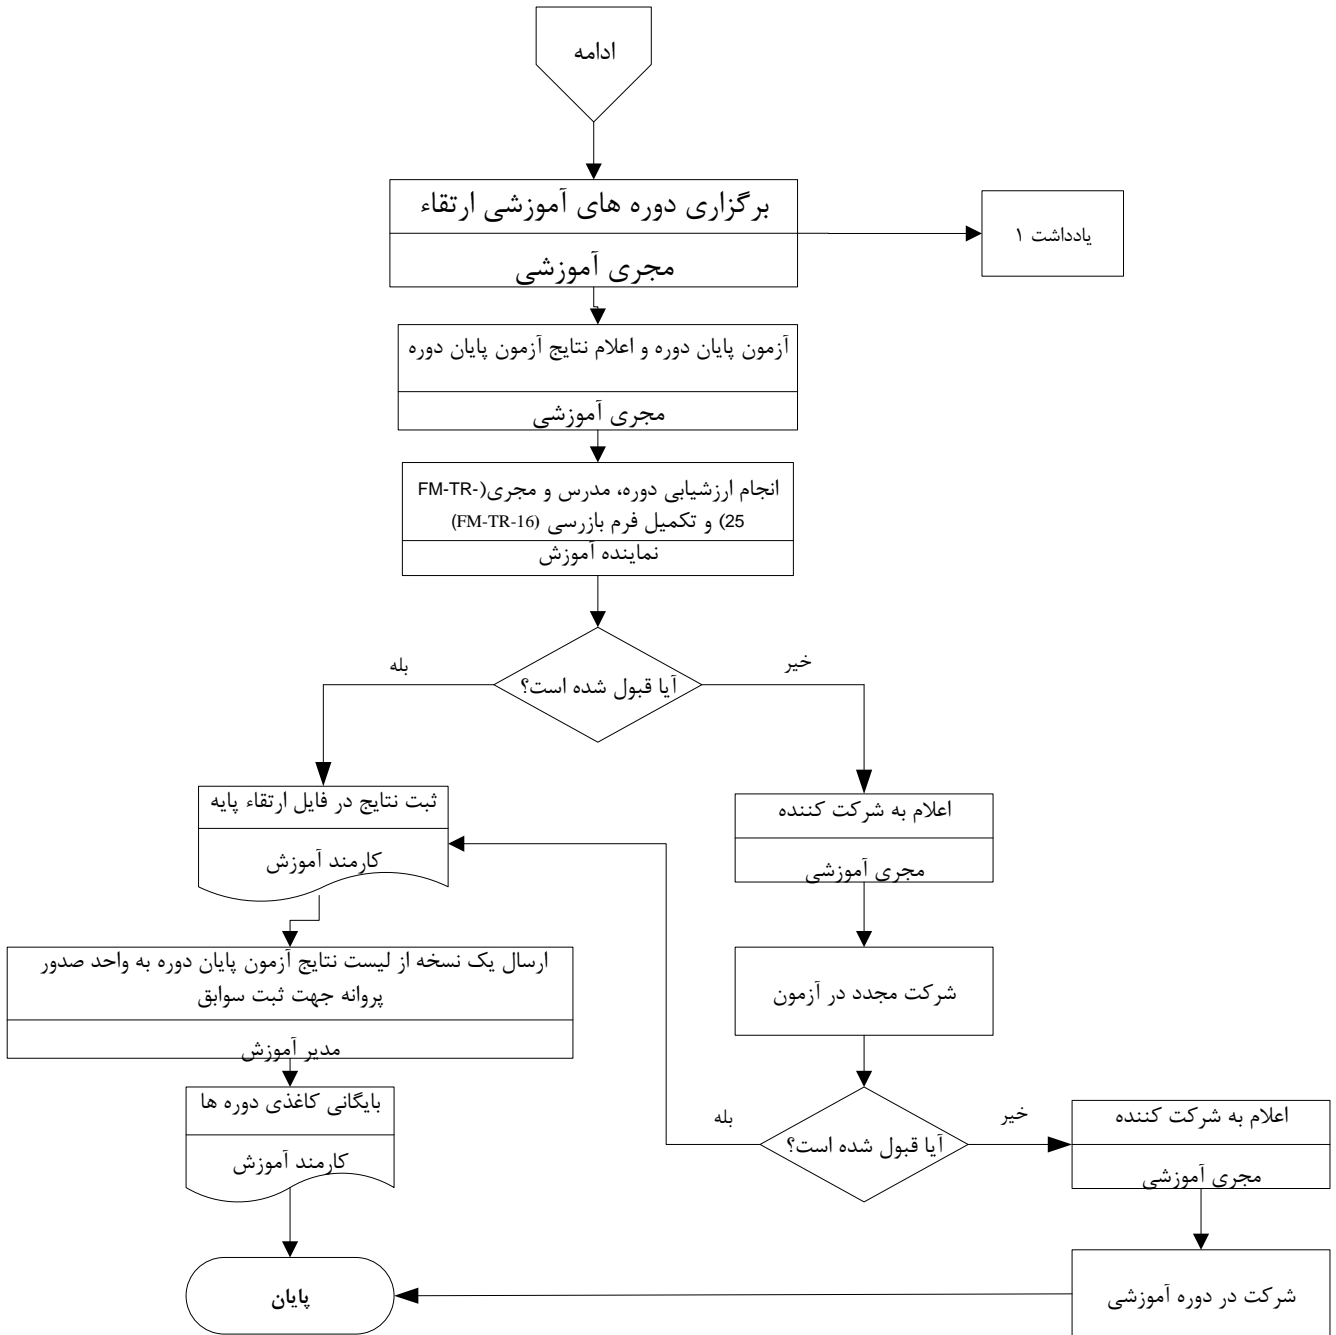 ادامه
برگزاری دوره های آموزشی ارتقاء
مجری آموزشی
یادداشت ۱
آزمون پایان دوره و اعلام نتایج آزمون پایان دوره
مجری آموزشی
انجام ارزشیابی دوره، مدرس و مجری(FM-TR-
25) و تکمیل فرم بازرسی (FM-TR-16)
نماینده آموزش
آیا قبول شده است؟
خیر
بله
ثبت نتایج در فایل ارتقاء پایه
کارمند آموزش
اعلام به شرکت کننده
مجری آموزشی
ارسال یک نسخه از لیست نتایج آزمون پایان دوره به واحد صدور
پروانه جهت ثبت سوابق
مدیر آموزش
شرکت مجدد در آزمون
بایگانی کاغذی دوره ها
کارمند آموزش
آیا قبول شده است؟
بله
خیر
اعلام به شرکت کننده
مجری آموزشی
شرکت در دوره آموزشی
پایان